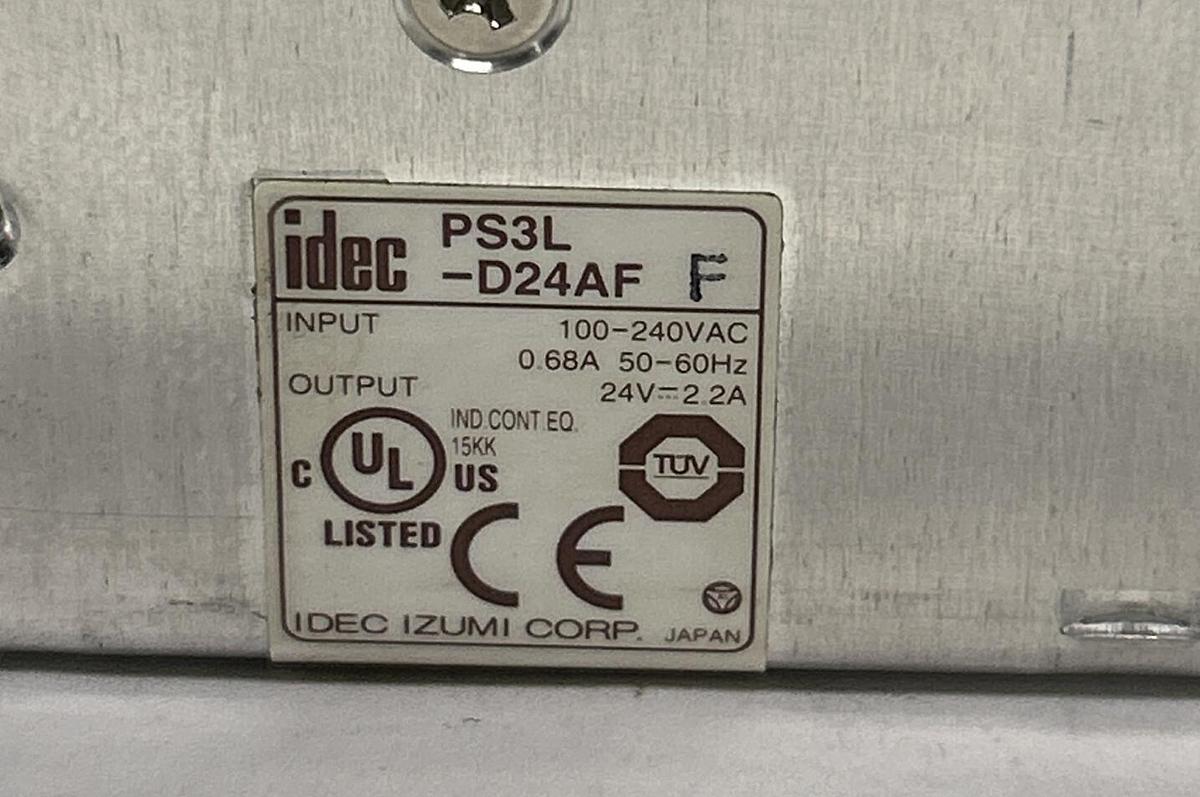 idec PS3L
-D24AF F
INPUT 100-240VAC
0.68A 50-60Hz
OUTPUT 24V⎓2.2A
IND.CONT.EQ.
15KK
C UL US
LISTED
TUV
CE
IDEC IZUMI CORP. JAPAN